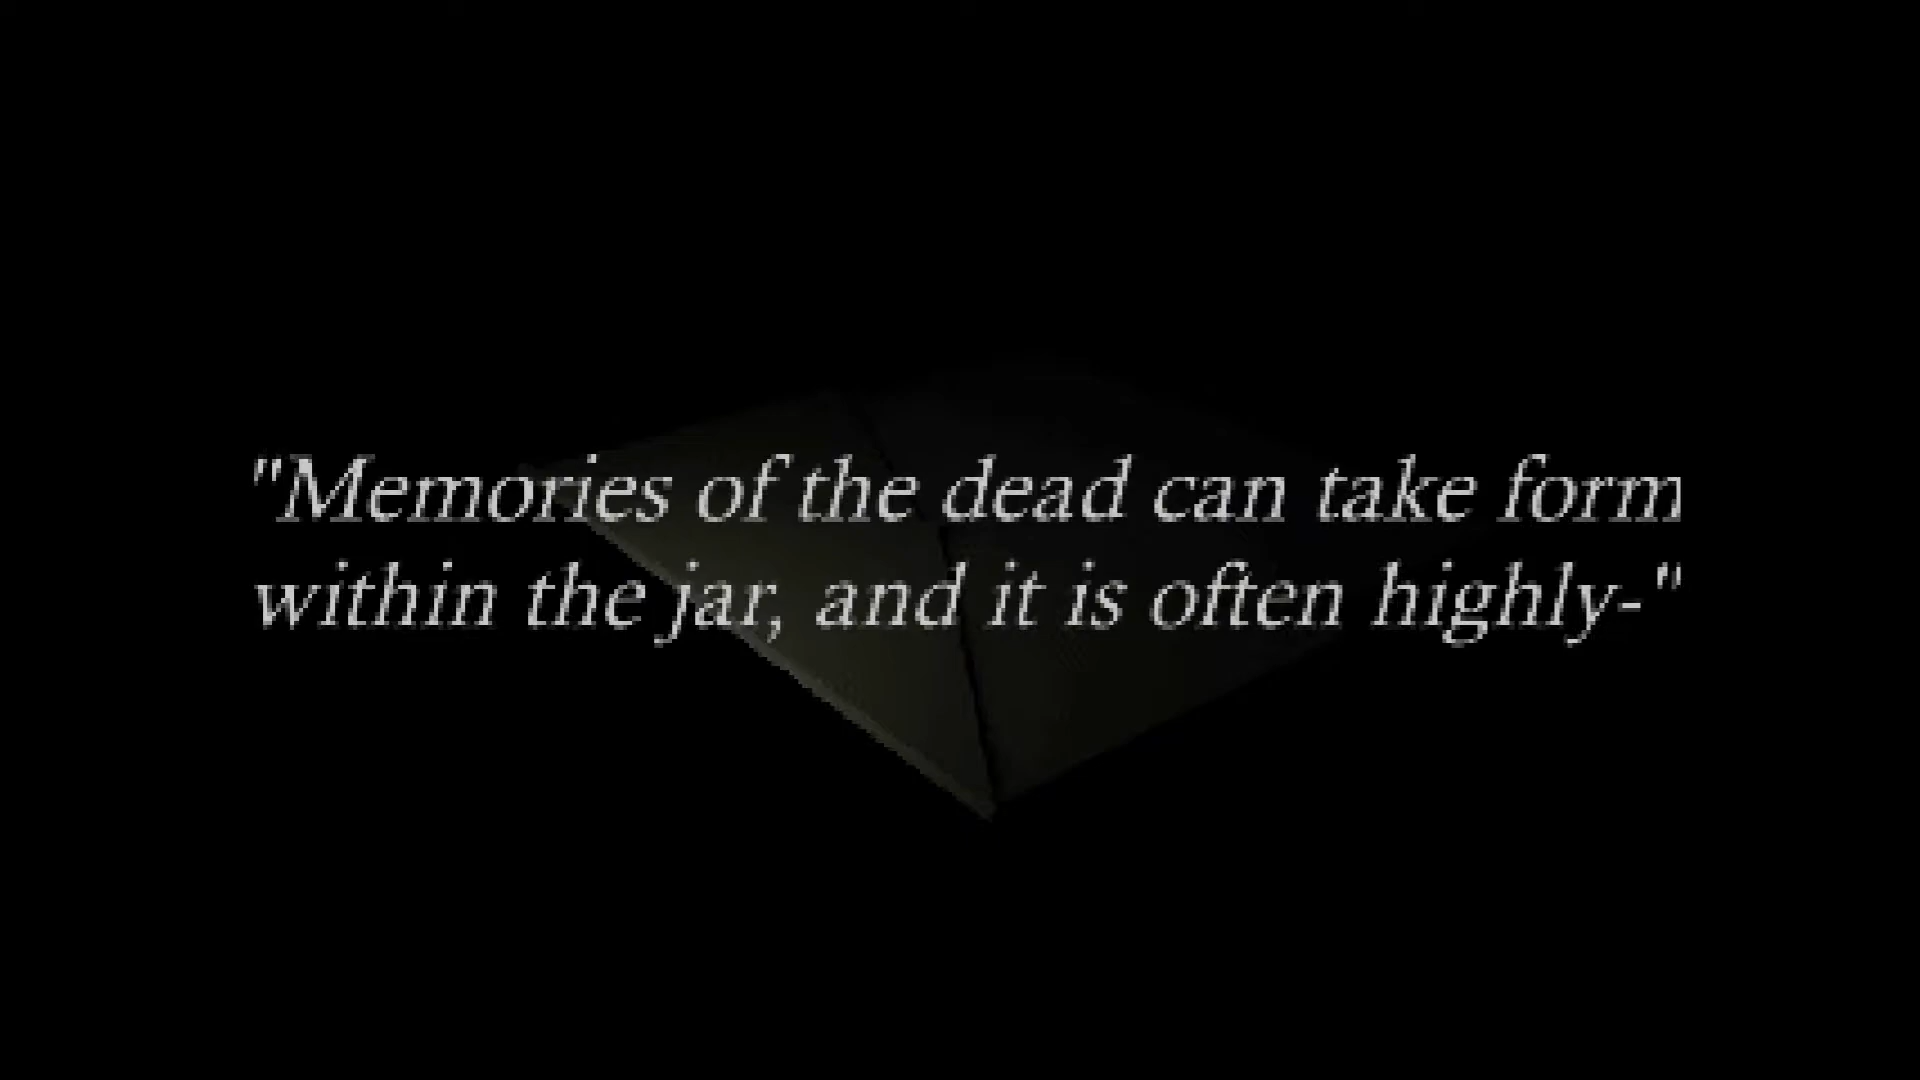 "Memories of the dead can take form
within the jar, and it is often highly-"